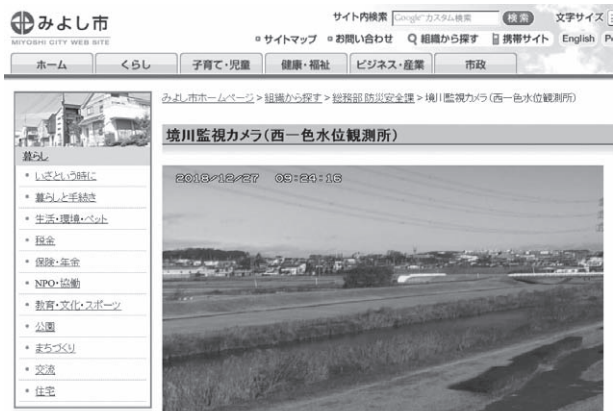 みよし市
MIYOSHI CITY WEB SITE
サイト内検索 Google カスタム検索 検索 文字サイズ
サイトマップ お問い合わせ 組織から探す 携帯サイト English
ホーム くらし 子育て・児童 健康・福祉 ビジネス・産業 市政
みよし市ホームページ > 組織から探す > 総務部 防災安全課 > 境川監視カメラ(西一色水位観測所)
境川監視カメラ(西一色水位観測所)
2018/12/27 09:24:16
暮らし
いざという時に
暮らしと手続き
生活・環境・ペット
税金
保険・年金
NPO・協働
教育・文化・スポーツ
公園
まちづくり
交流
住宅